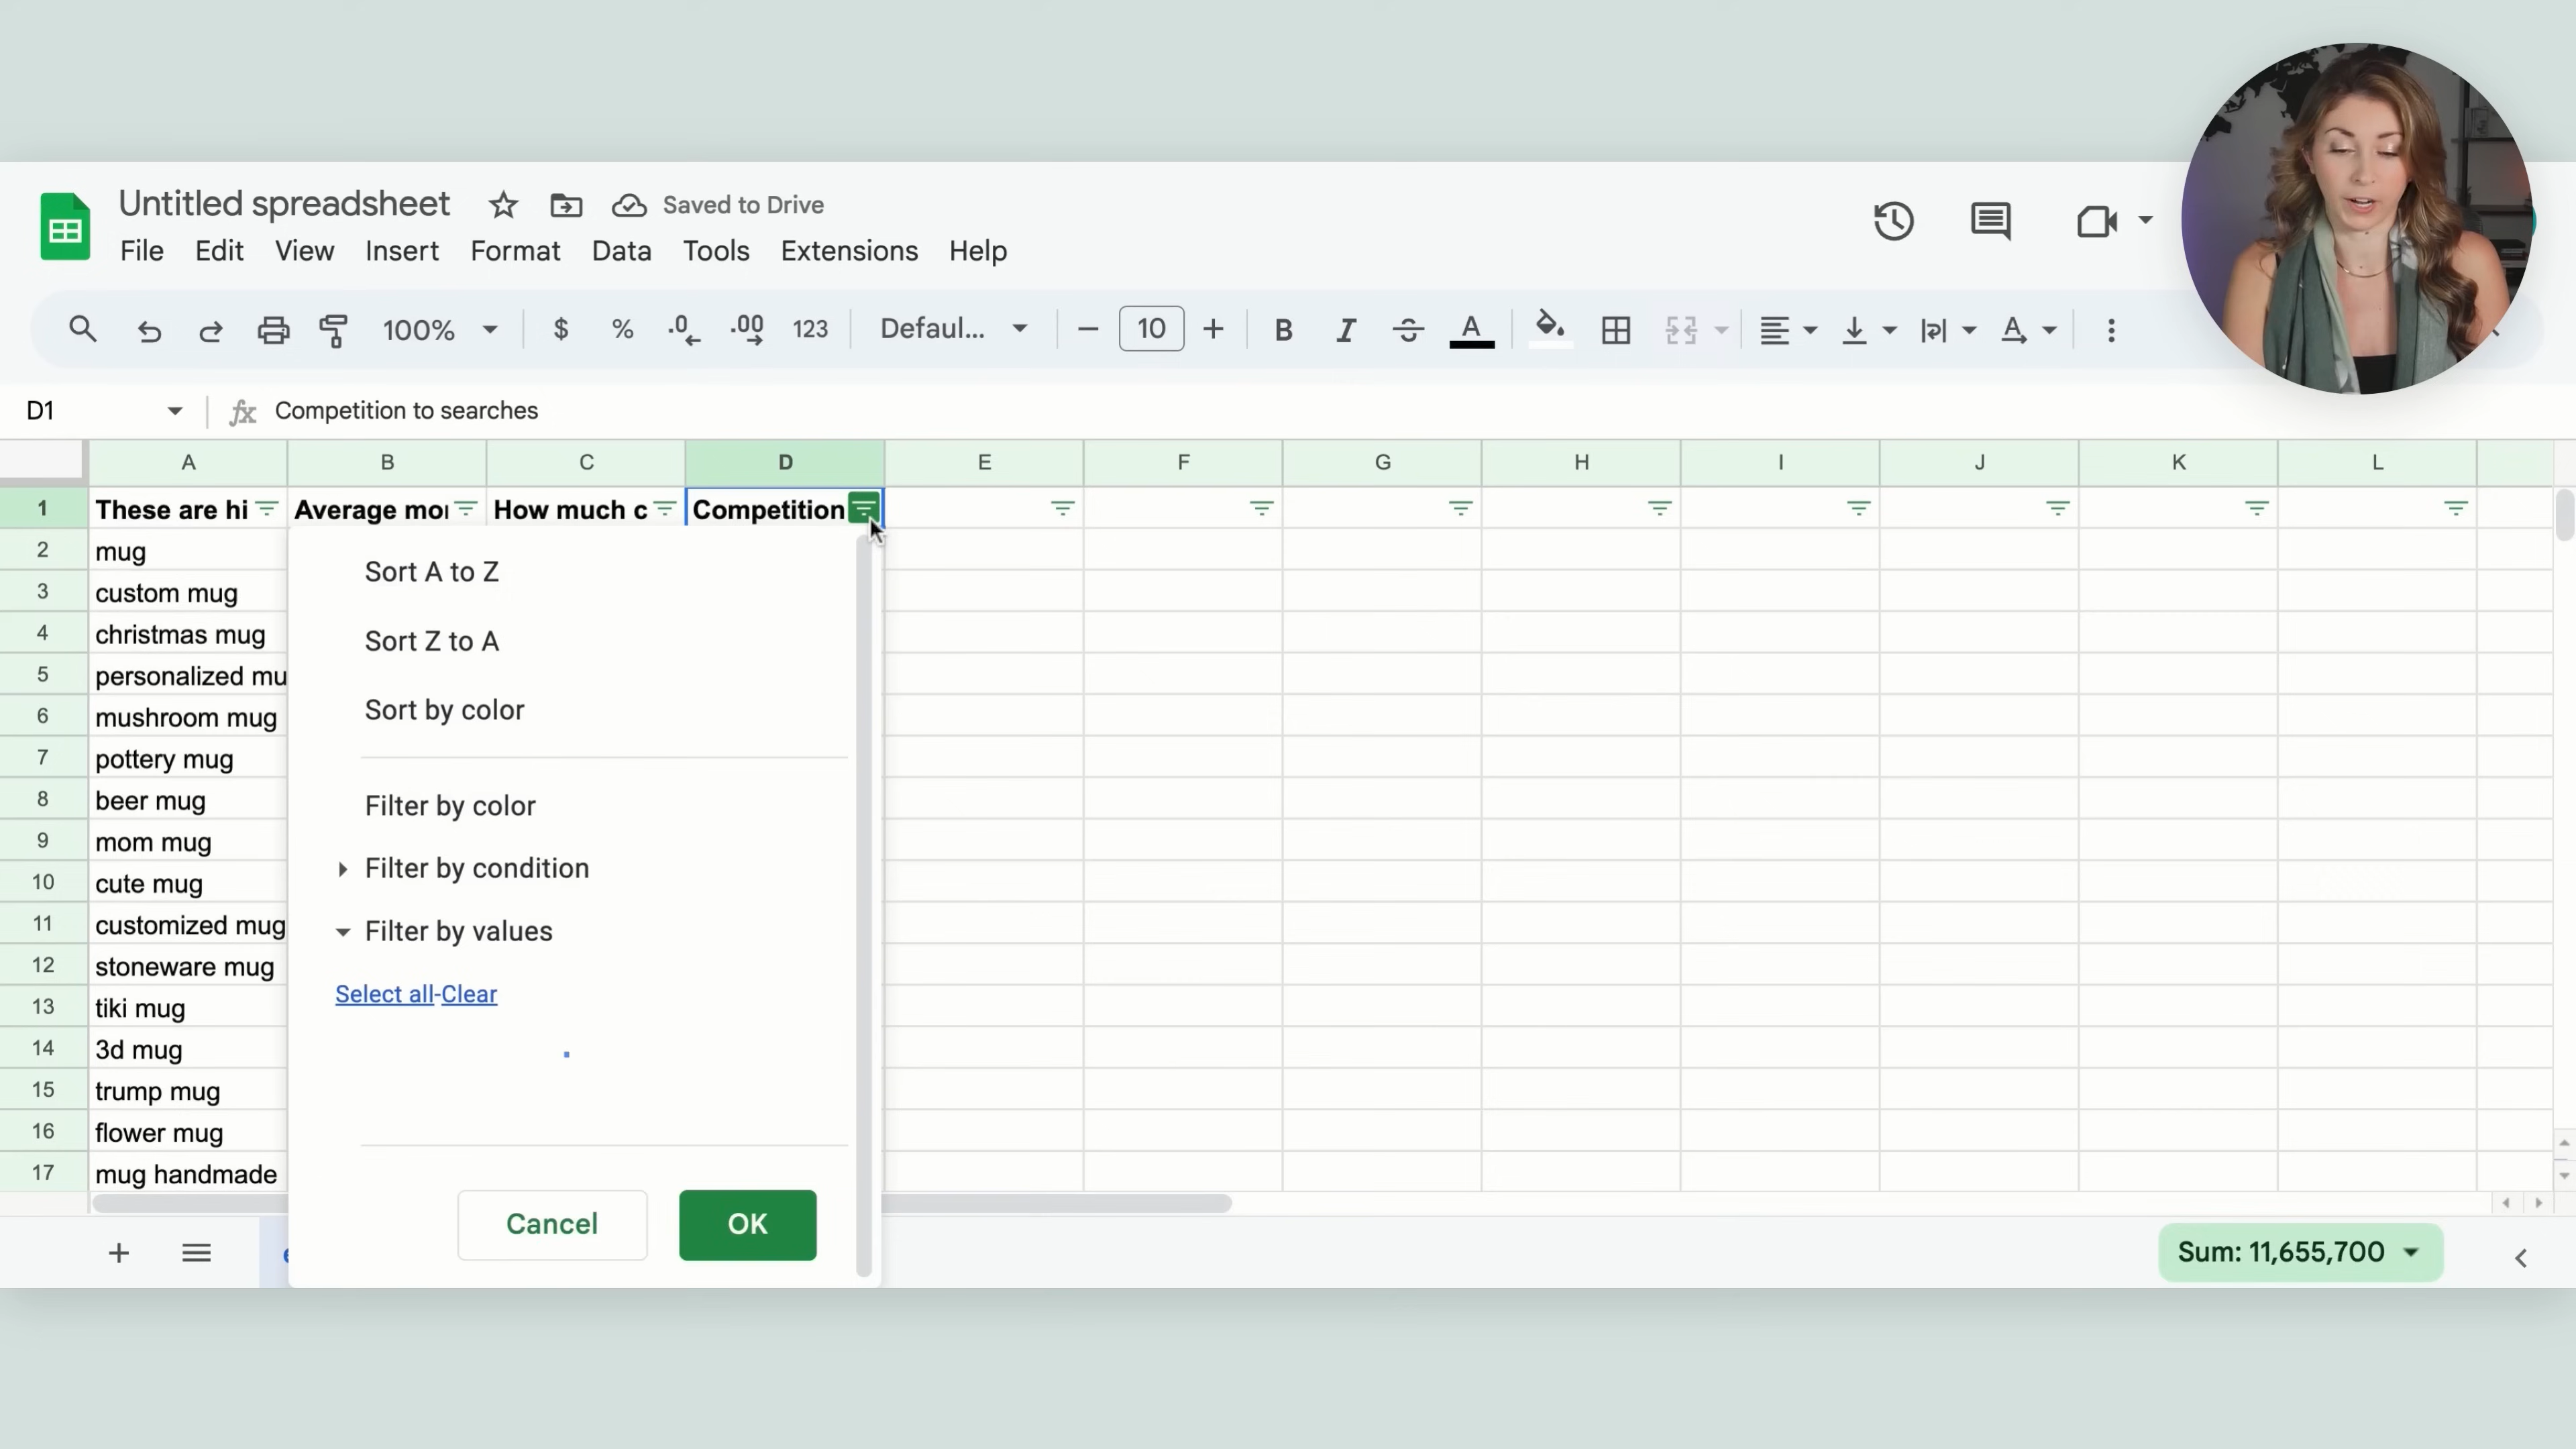 Untitled spreadsheet
Saved to Drive
File Edit View Insert Format Data Tools Extensions Help
100% $ % .0 .00 123 Defaul... 10 B I A A
D1 fx Competition to searches
A B C D E F G H I J K L
1 These are hi Average mo How much c Competition
2 mug
3 custom mug
4 christmas mug
5 personalized mu
6 mushroom mug
7 pottery mug
8 beer mug
9 mom mug
10 cute mug
11 customized mug
12 stoneware mug
13 tiki mug
14 3d mug
15 trump mug
16 flower mug
17 mug handmade
Sort A to Z
Sort Z to A
Sort by color
Filter by color
Filter by condition
Filter by values
Select all-Clear
Cancel OK
Sum: 11,655,700